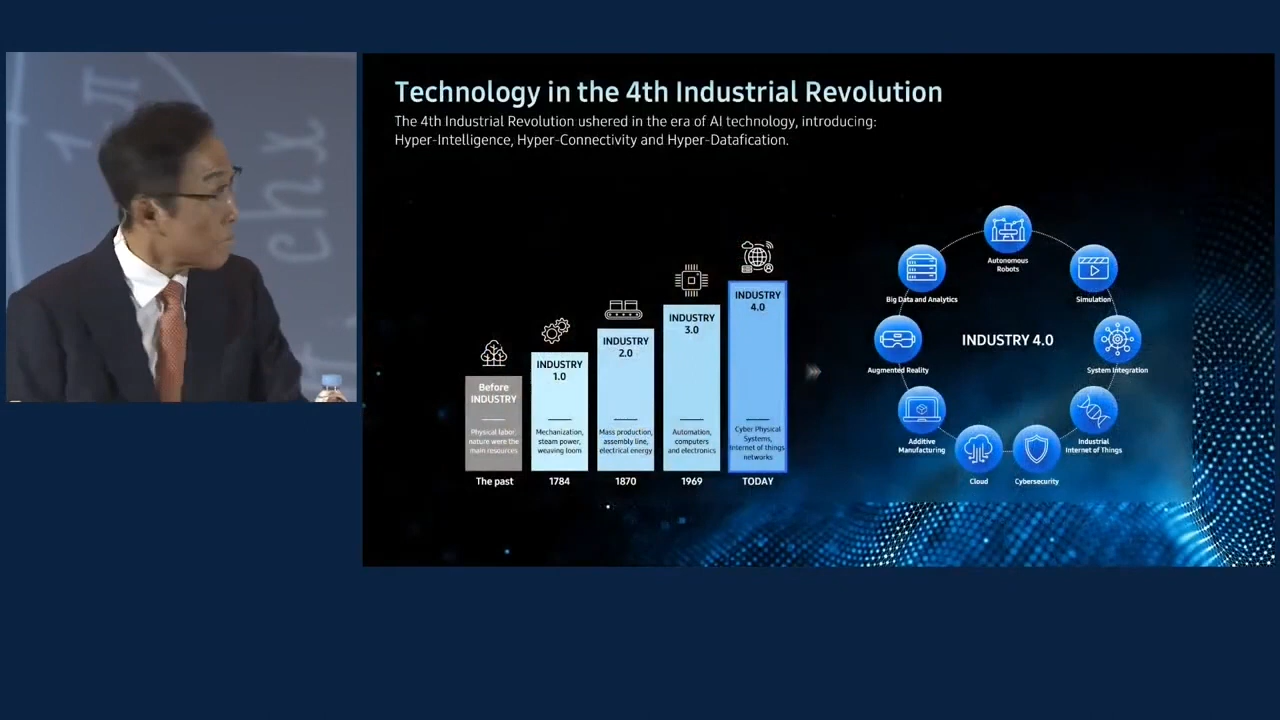 Technology in the 4th Industrial Revolution
The 4th Industrial Revolution ushered in the era of AI technology, introducing:
Hyper-Intelligence, Hyper-Connectivity and Hyper-Datafication.
Before
INDUSTRY
Physical labor,
nature were the
main resources
The past
INDUSTRY
1.0
Mechanization,
steam power,
weaving loom
1784
INDUSTRY
2.0
Mass production,
assembly line,
electrical energy
1870
INDUSTRY
3.0
Automation,
computers
and electronics
1969
INDUSTRY
4.0
Cyber Physical
Systems,
internet of things,
networks
TODAY
INDUSTRY 4.0
Autonomous
Robots
Simulation
System Integration
Industrial
Internet of Things
Cybersecurity
Cloud
Additive
Manufacturing
Augmented Reality
Big Data and Analytics